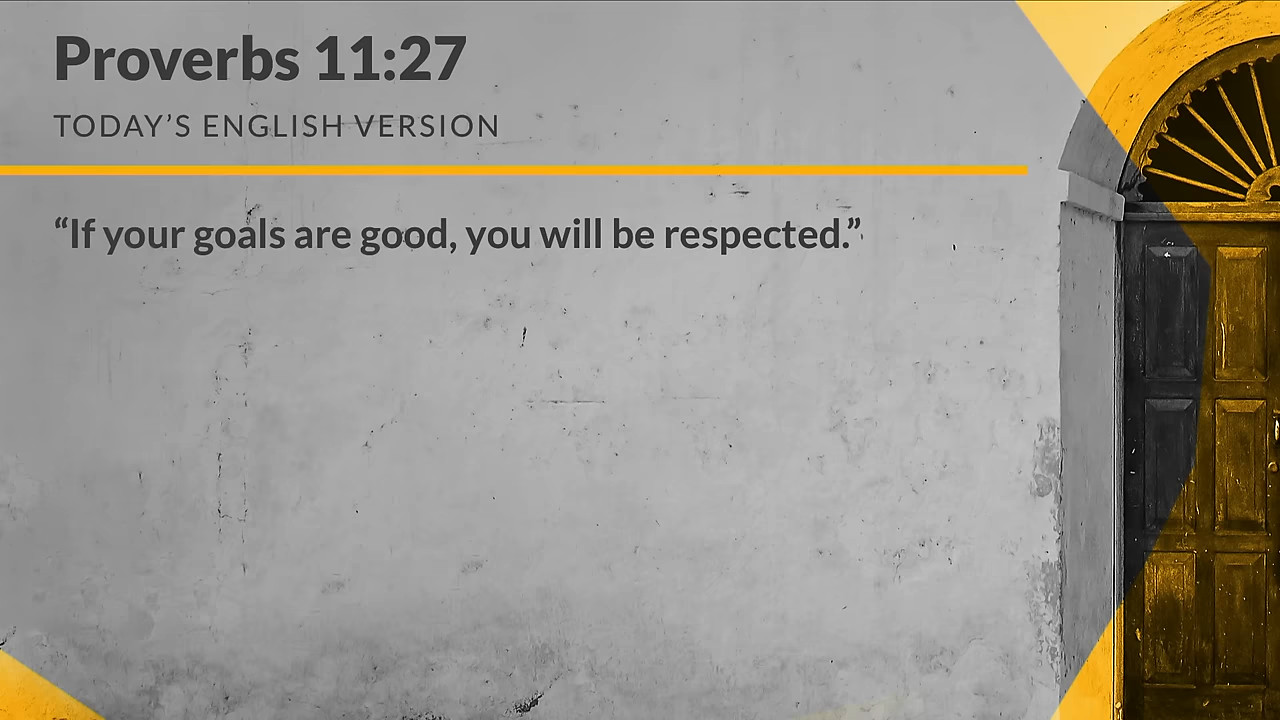 Proverbs 11:27
TODAY’S ENGLISH VERSION
“If your goals are good, you will be respected.”